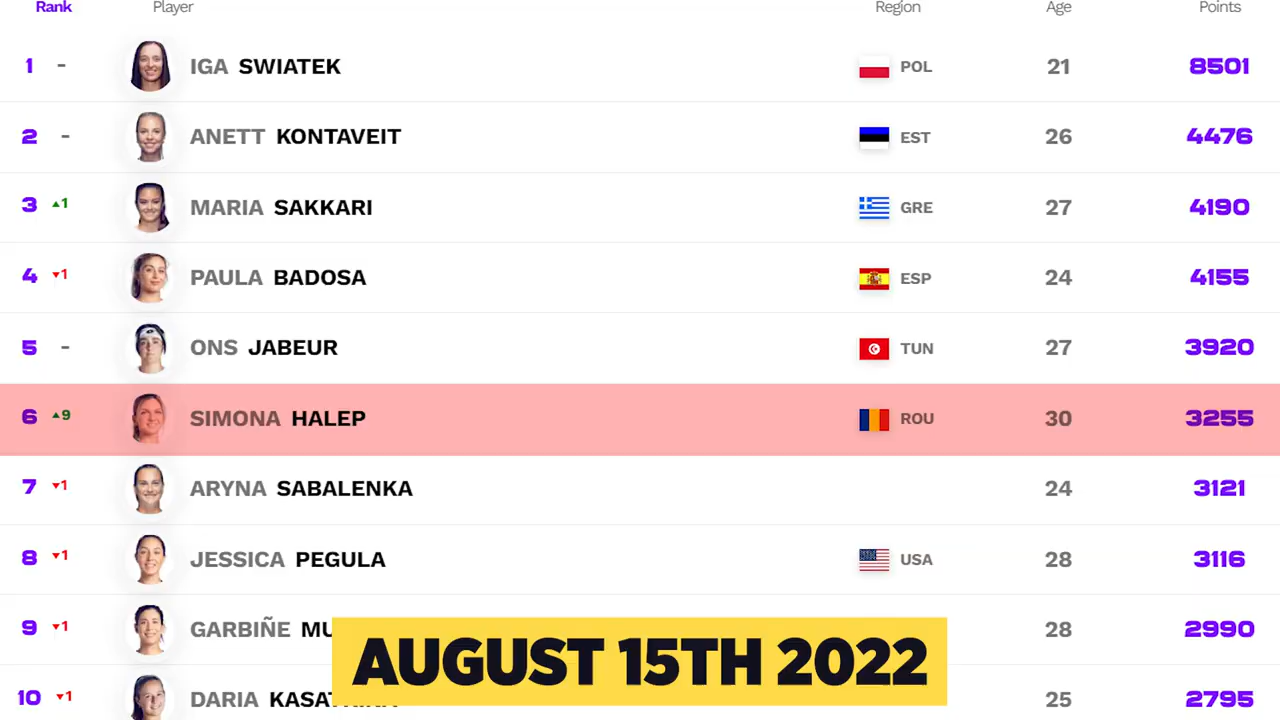 Rank Player Region Age Points
1 - IGA SWIATEK POL 21 8501
2 - ANETT KONTAVEIT EST 26 4476
3 ▲1 MARIA SAKKARI GRE 27 4190
4 ▼1 PAULA BADOSA ESP 24 4155
5 - ONS JABEUR TUN 27 3920
6 ▲9 SIMONA HALEP ROU 30 3255
7 ▼1 ARYNA SABALENKA 24 3121
8 ▼1 JESSICA PEGULA USA 28 3116
9 ▼1 GARBIÑE MU 28 2990
AUGUST 15TH 2022
10 ▼1 DARIA 25 2795